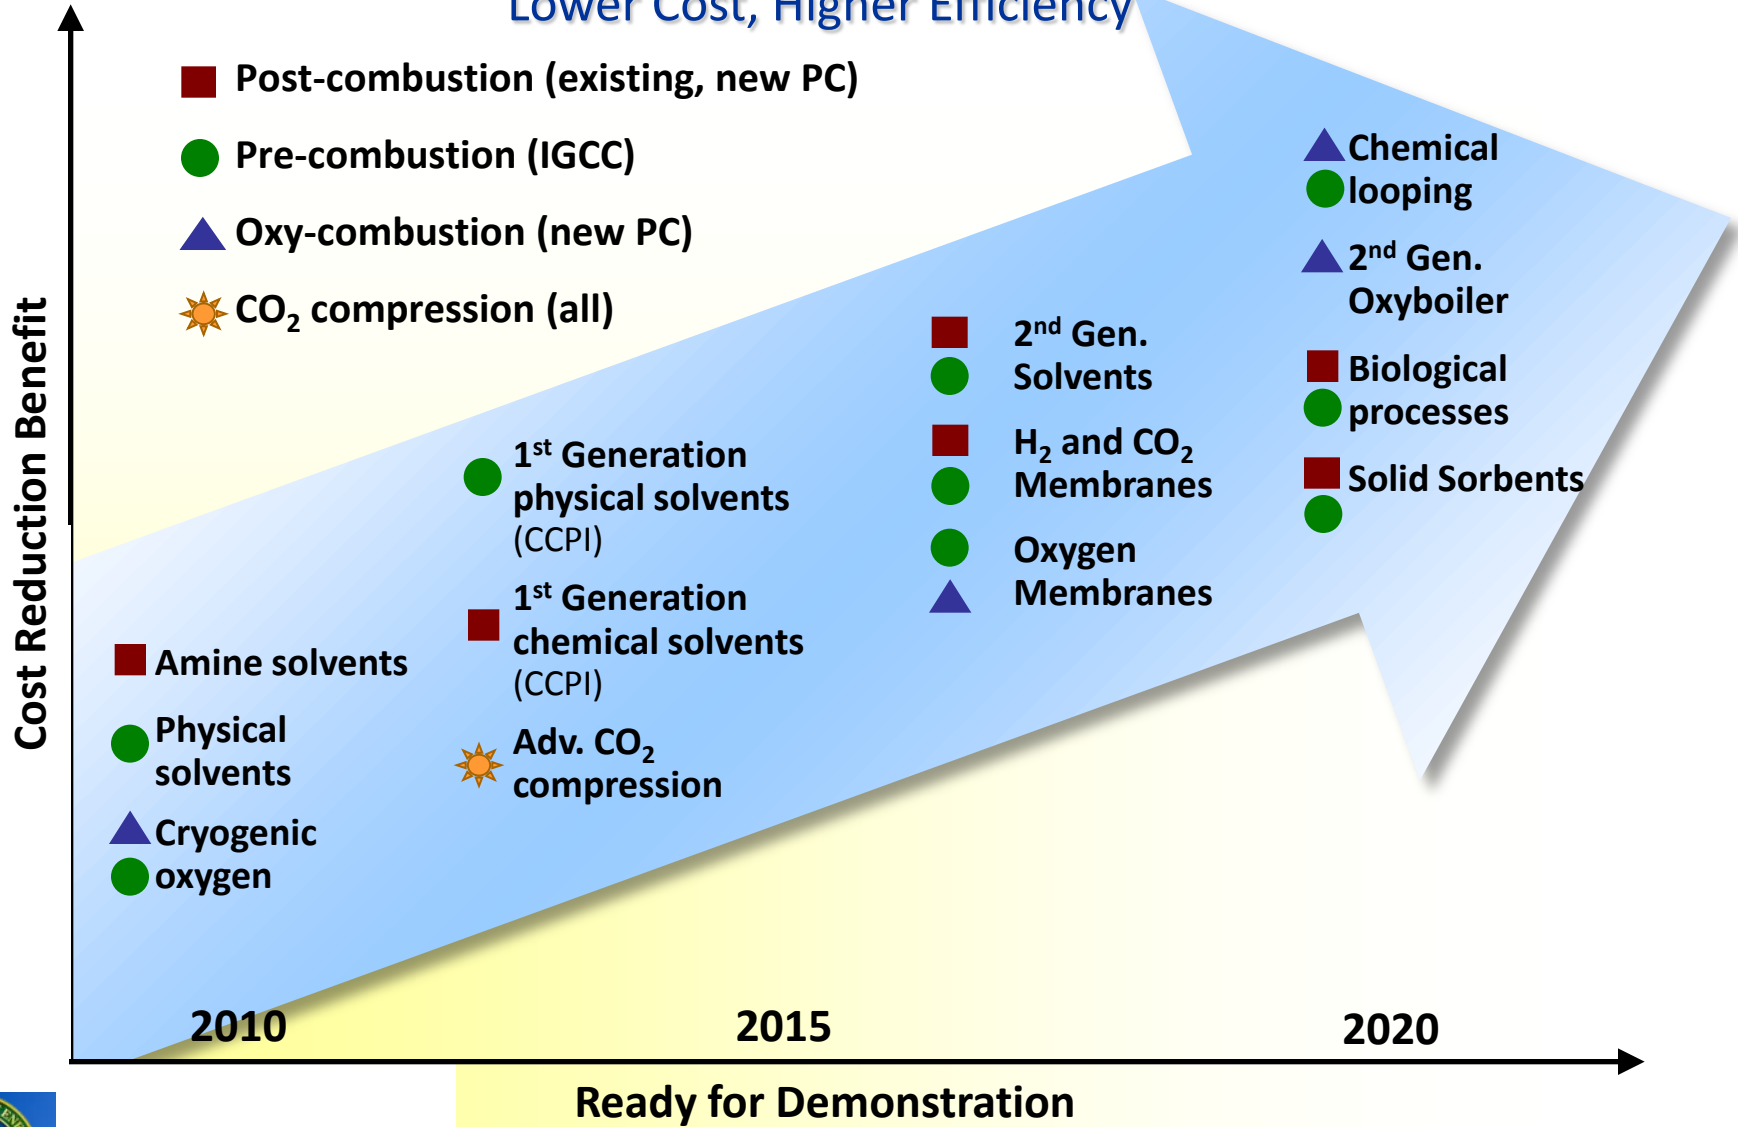 Lower Cost, Higher Efficiency
Post-combustion (existing, new PC)
Pre-combustion (IGCC)
Oxy-combustion (new PC)
CO2 compression (all)
Cost Reduction Benefit
Amine solvents
Physical
solvents
Cryogenic
oxygen
1st Generation
physical solvents
(CCPI)
1st Generation
chemical solvents
(CCPI)
Adv. CO2
compression
2nd Gen.
Solvents
H2 and CO2
Membranes
Oxygen
Membranes
Chemical
looping
2nd Gen.
Oxyboiler
Biological
processes
Solid Sorbents
2010
2015
2020
Ready for Demonstration